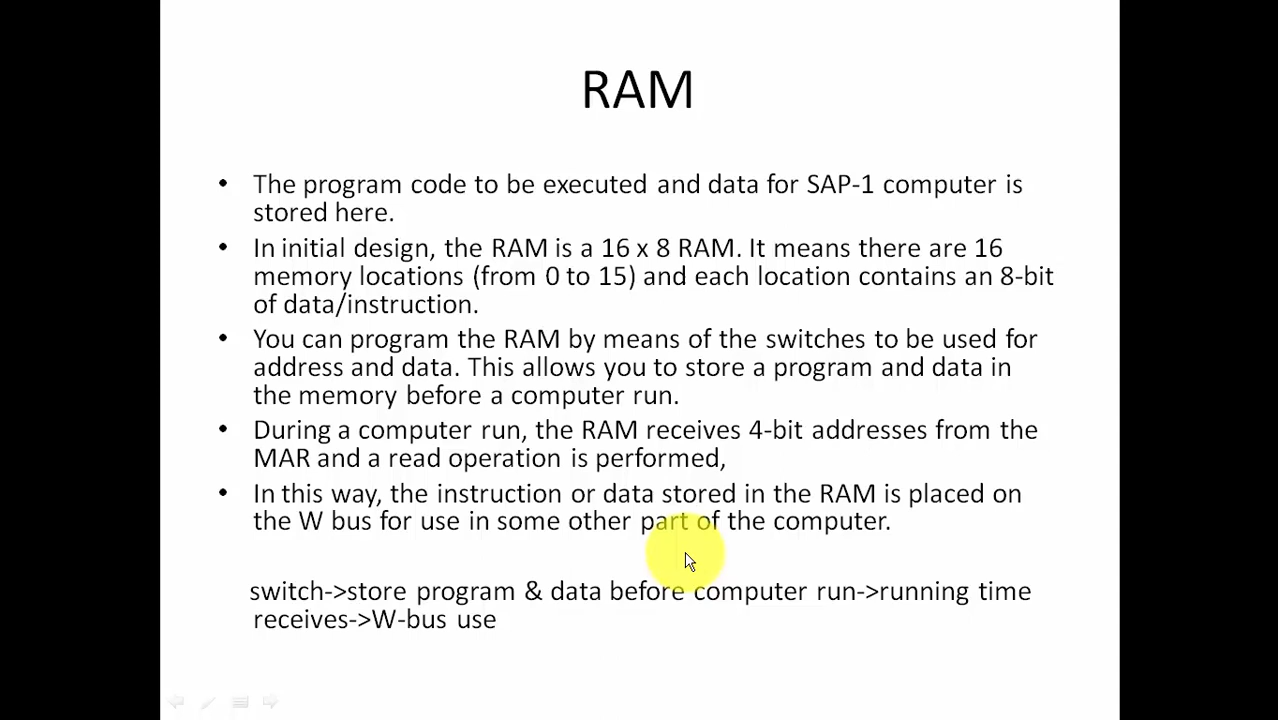 RAM
• The program code to be executed and data for SAP-1 computer is
stored here.
• In initial design, the RAM is a 16 x 8 RAM. It means there are 16
memory locations (from 0 to 15) and each location contains an 8-bit
of data/instruction.
• You can program the RAM by means of the switches to be used for
address and data. This allows you to store a program and data in
the memory before a computer run.
• During a computer run, the RAM receives 4-bit addresses from the
MAR and a read operation is performed,
• In this way, the instruction or data stored in the RAM is placed on
the W bus for use in some other part of the computer.
switch->store program & data before computer run->running time
receives->W-bus use